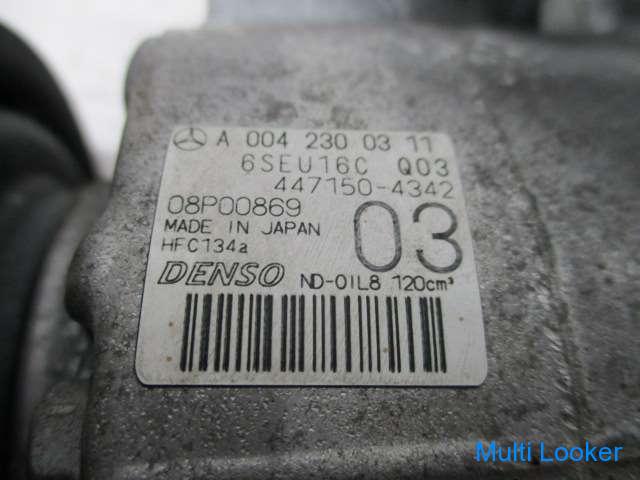 A 004 230 03 11
6SEU16C Q03
447150-4342
08P00869
MADE IN JAPAN
HFC134a
03
DENSO ND-OIL8 120cm³
Multi Looker